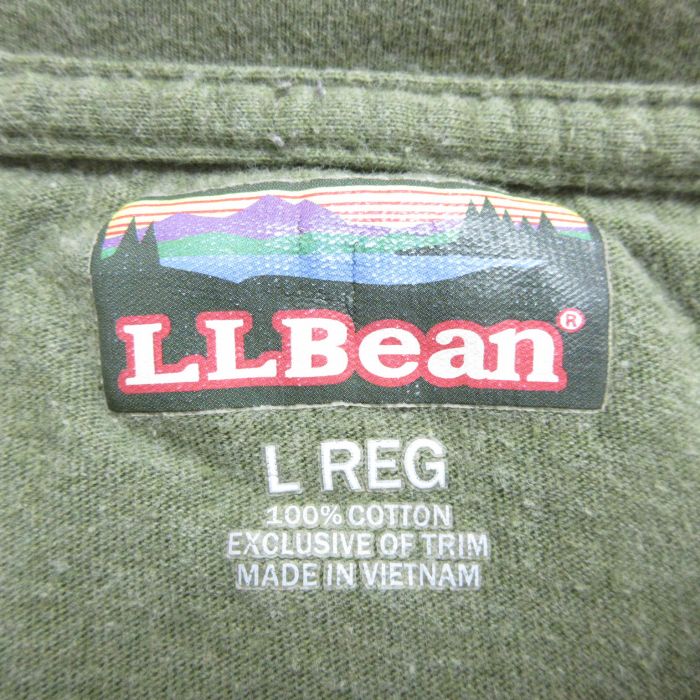 LLBean®
L REG
100% COTTON
EXCLUSIVE OF TRIM
MADE IN VIETNAM